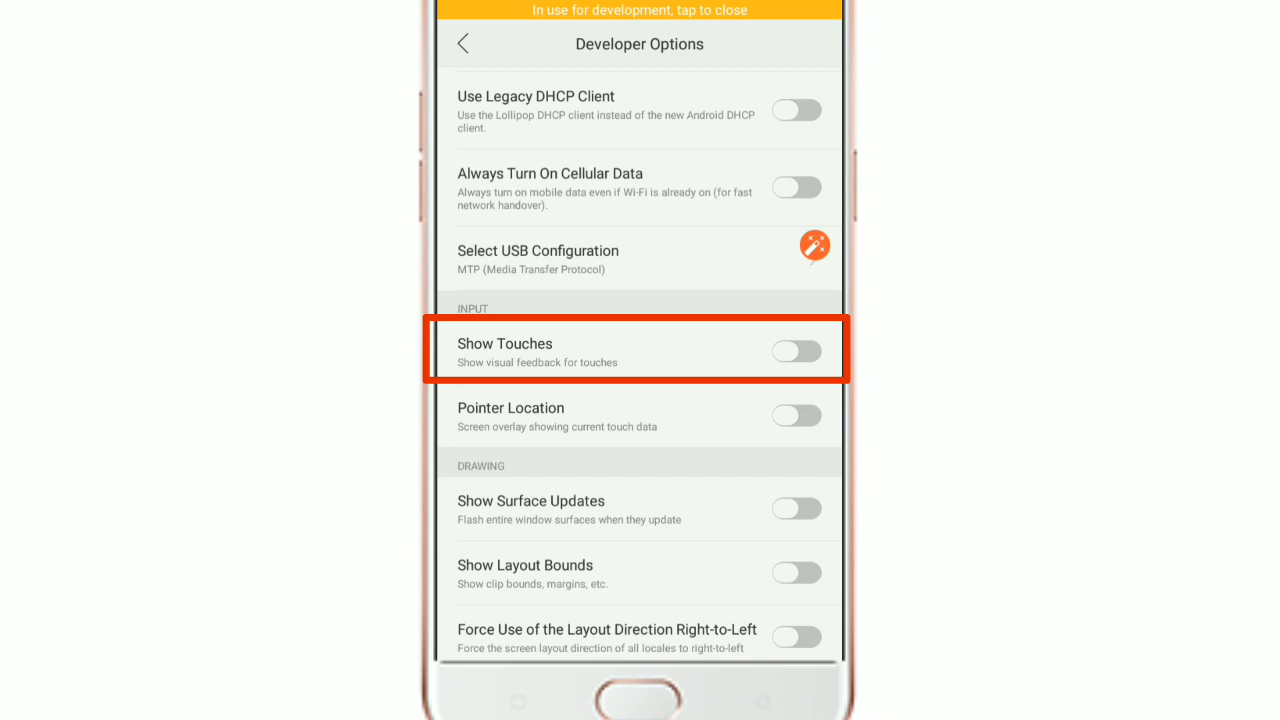 In use for development, tap to close
Developer Options
Use Legacy DHCP Client
Use the Lollipop DHCP client instead of the new Android DHCP
client.
Always Turn On Cellular Data
Always turn on mobile data even if Wi-Fi is already on (for fast
network handover).
Select USB Configuration
MTP (Media Transfer Protocol)
INPUT
Show Touches
Show visual feedback for touches
Pointer Location
Screen overlay showing current touch data
DRAWING
Show Surface Updates
Flash entire window surfaces when they update
Show Layout Bounds
Show clip bounds, margins, etc.
Force Use of the Layout Direction Right-to-Left
Force the screen layout direction of all locales to right-to-left